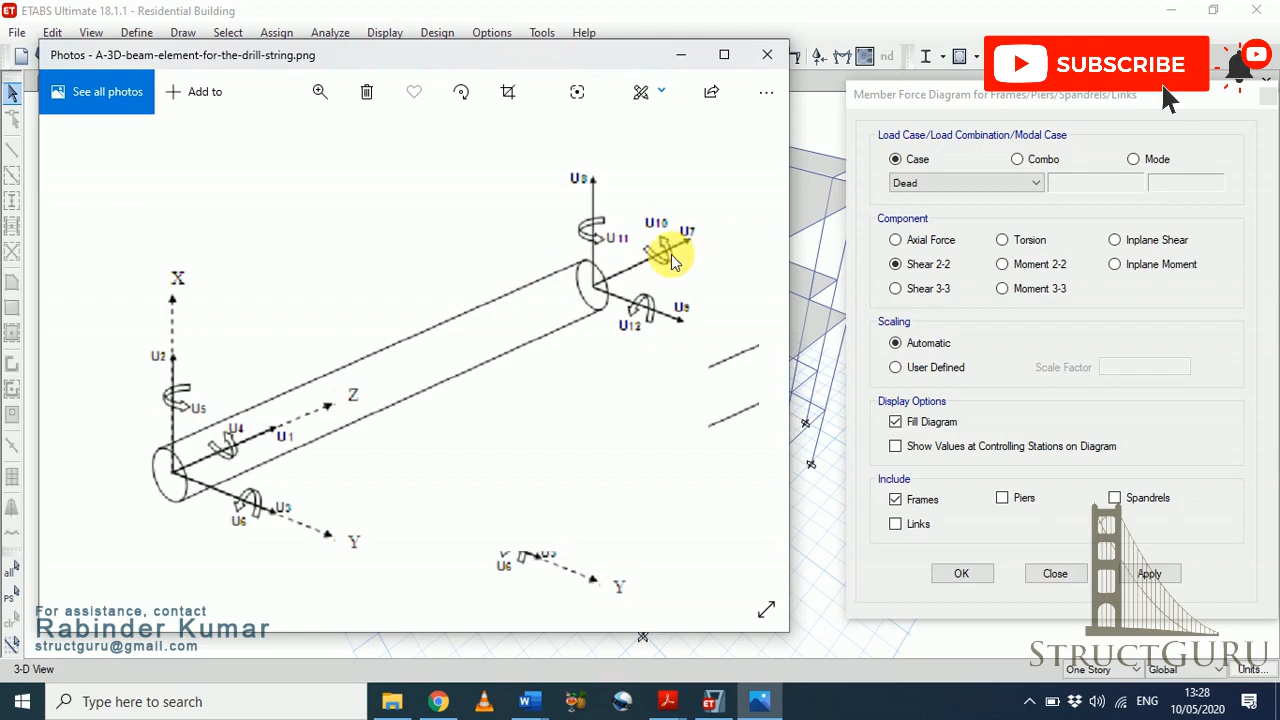 ETABS Ultimate 18.1.1 - Residential Building
File Edit View Define Draw Select Assign Analyze Display Design Options Tools Help
Photos - A-3D-beam-element-for-the-drill-string.png
See all photos
Add to
nd
SUBSCRIBE
Member Force Diagram for Frames/Piers/Spandrels/Links
Load Case/Load Combination/Modal Case
Case Combo Mode
Dead
Component
Axial Force Torsion Inplane Shear
Shear 2-2 Moment 2-2 Inplane Moment
Shear 3-3 Moment 3-3
Scaling
Automatic
User Defined Scale Factor
Display Options
Fill Diagram
Show Values at Controlling Stations on Diagram
Include
Frames Piers Spandrels
Links
OK Close Apply
U8
U10
U7
U11
U9
U12
X
U2
Z
U5
U4
U1
U3
U6
Y
U6
Y
all
PS
clr
For assistance, contact
Rabinder Kumar
structguru@gmail.com
STRUCTGURU
3-D View
One Story Global Units...
Type here to search
ENG
13:28
10/05/2020